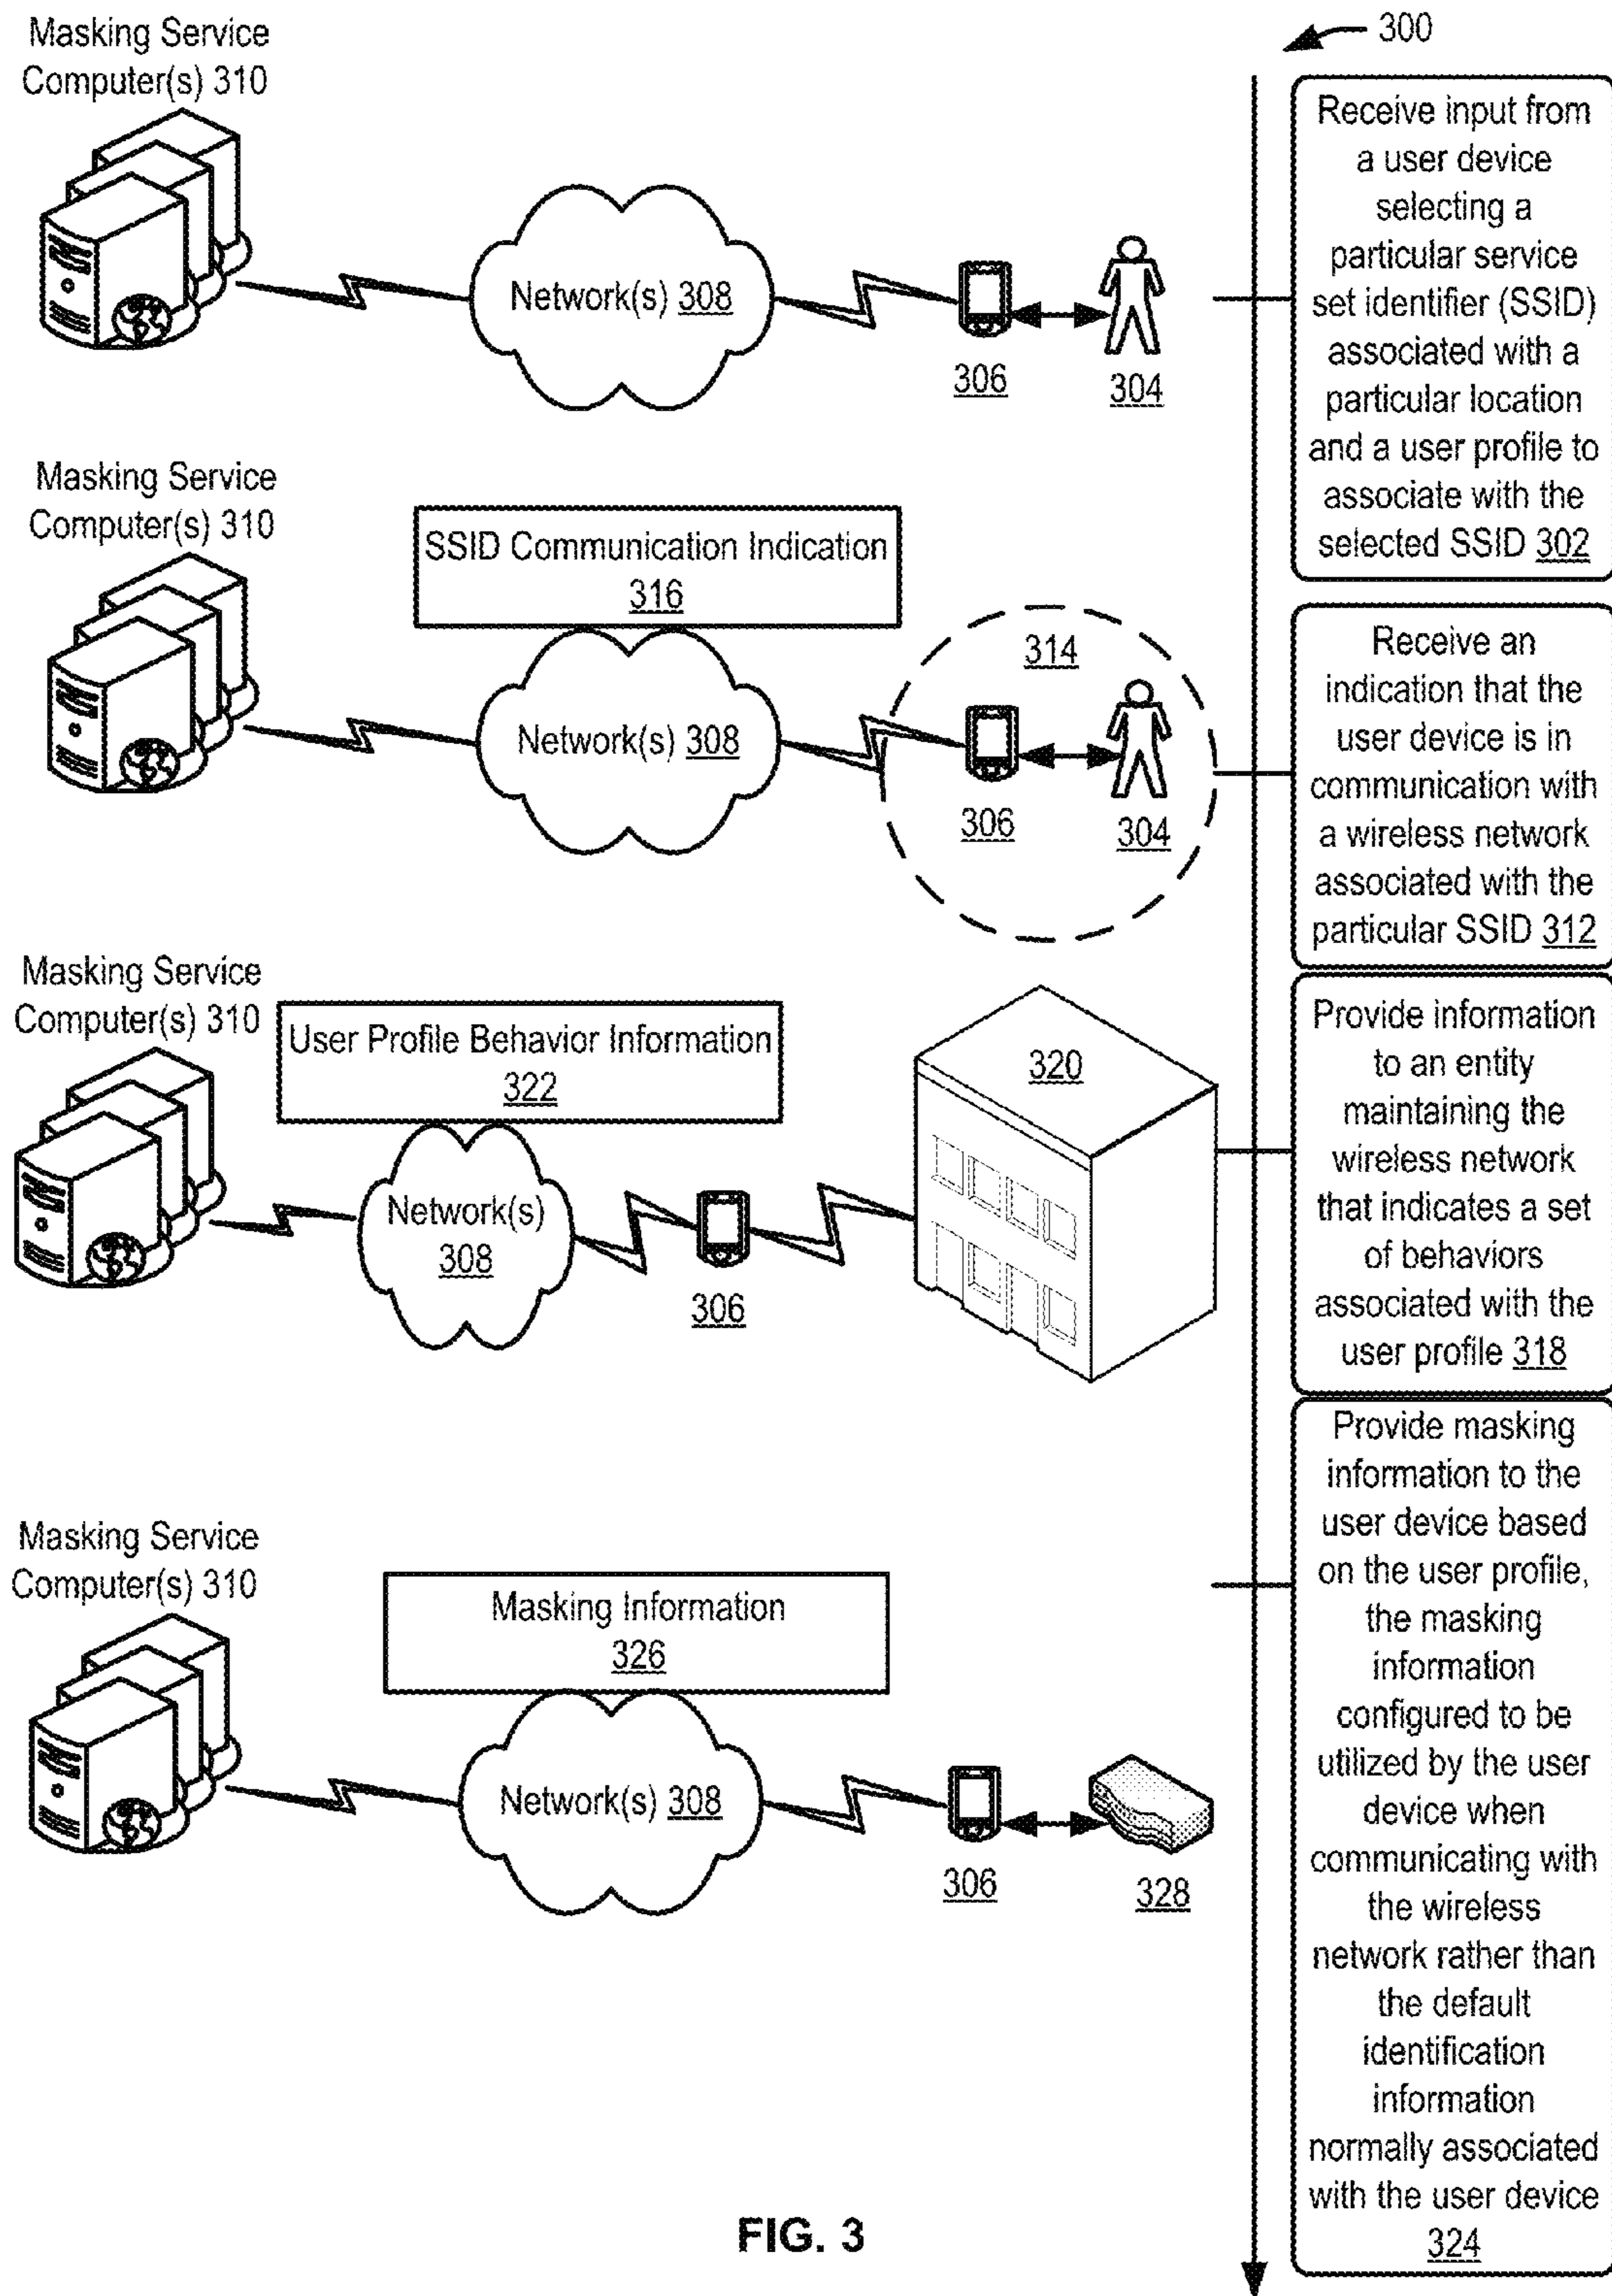 300
Masking Service
Computer(s) 310
Network(s) 308
306
304
Receive input from
a user device
selecting a
particular service
set identifier (SSID)
associated with a
particular location
and a user profile to
associate with the
selected SSID 302
Masking Service
Computer(s) 310
SSID Communication Indication
316
Network(s) 308
314
306
304
Receive an
indication that the
user device is in
communication with
a wireless network
associated with the
particular SSID 312
Masking Service
Computer(s) 310
User Profile Behavior Information
322
Network(s)
308
306
320
Provide information
to an entity
maintaining the
wireless network
that indicates a set
of behaviors
associated with the
user profile 318
Masking Service
Computer(s) 310
Masking Information
326
Network(s) 308
306
328
Provide masking
information to the
user device based
on the user profile,
the masking
information
configured to be
utilized by the user
device when
communicating with
the wireless
network rather than
the default
identification
information
normally associated
with the user device
324
FIG. 3